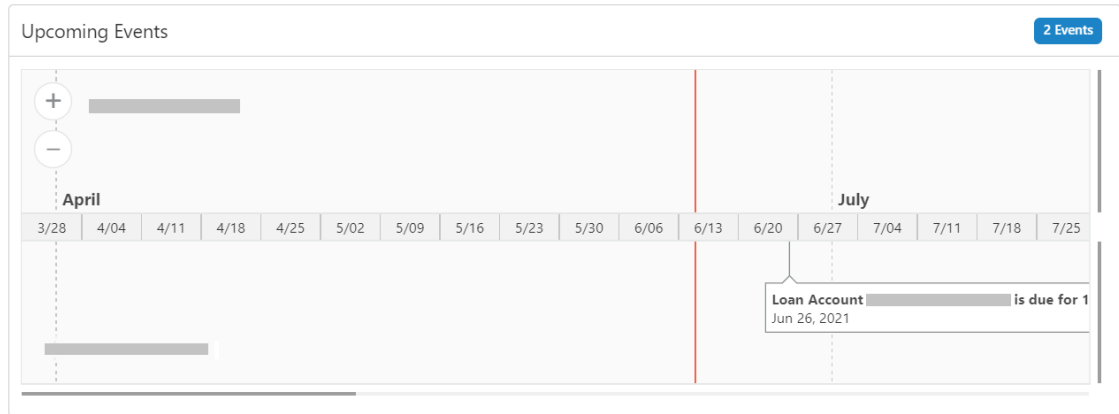 Upcoming Events
2 Events
+
−
April
July
3/28 4/04 4/11 4/18 4/25 5/02 5/09 5/16 5/23 5/30 6/06 6/13 6/20 6/27 7/04 7/11 7/18 7/25
Loan Account is due for 1
Jun 26, 2021